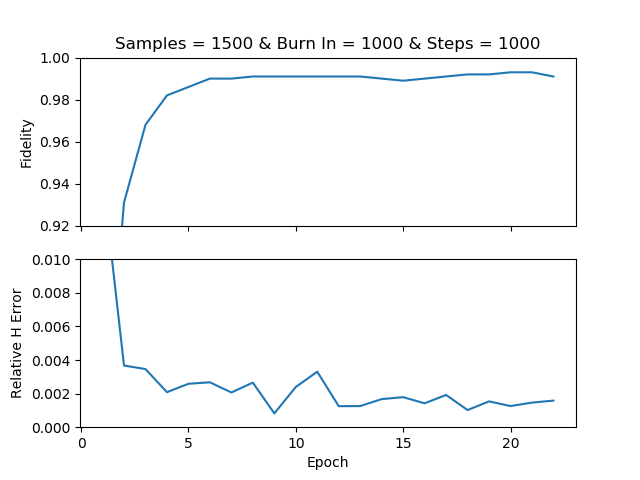 Samples = 1500 & Burn In = 1000 & Steps = 1000
1.00
0.98
0.96
0.94
0.92
Fidelity
0.010
0.008
0.006
0.004
0.002
0.000
Relative H Error
0 5 10 15 20
Epoch